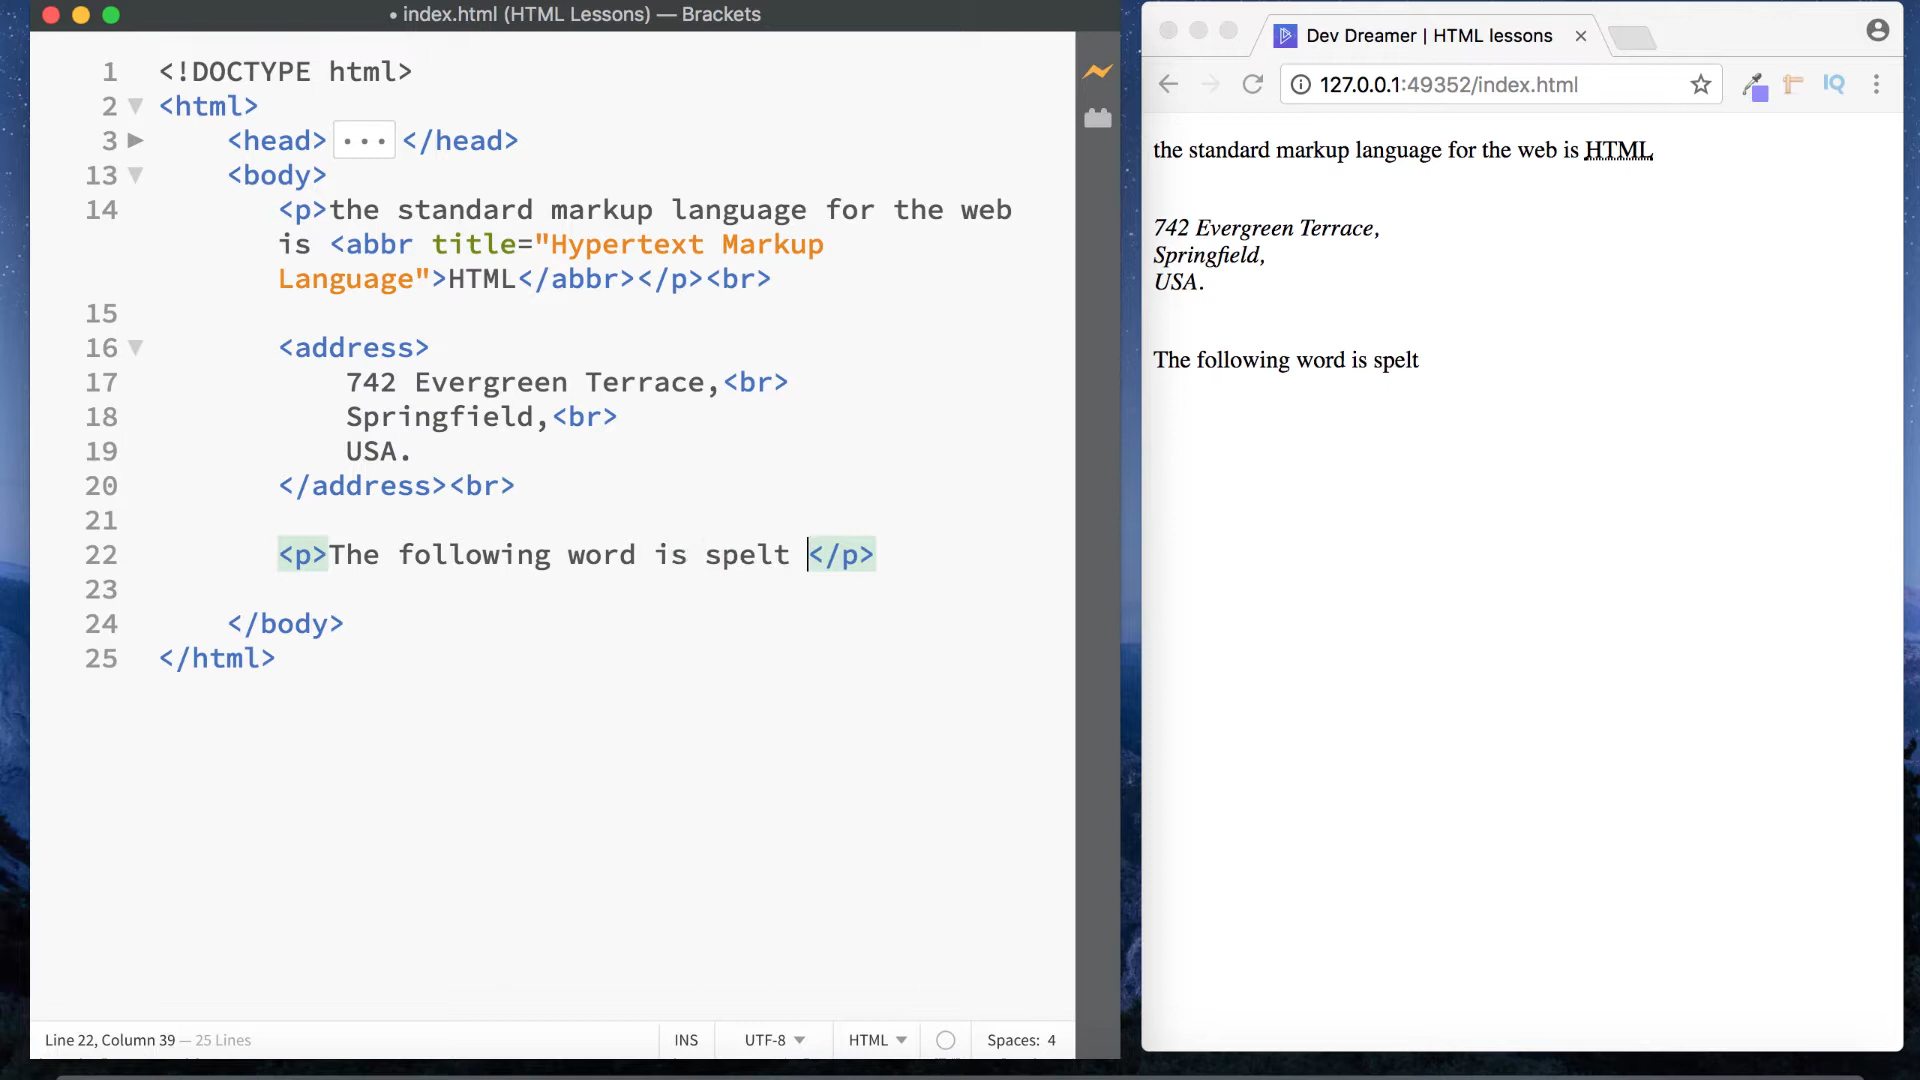 • index.html (HTML Lessons) — Brackets
1 <!DOCTYPE html>
2 <html>
3 <head> ... </head>
13 <body>
14 <p>the standard markup language for the web
is <abbr title="Hypertext Markup
Language">HTML</abbr></p><br>
15
16 <address>
17 742 Evergreen Terrace,<br>
18 Springfield,<br>
19 USA.
20 </address><br>
21
22 <p>The following word is spelt </p>
23
24 </body>
25 </html>
Line 22, Column 39 — 25 Lines
INS UTF-8 HTML Spaces: 4
Dev Dreamer | HTML lessons
127.0.0.1:49352/index.html
IQ
the standard markup language for the web is HTML
742 Evergreen Terrace,
Springfield,
USA.
The following word is spelt